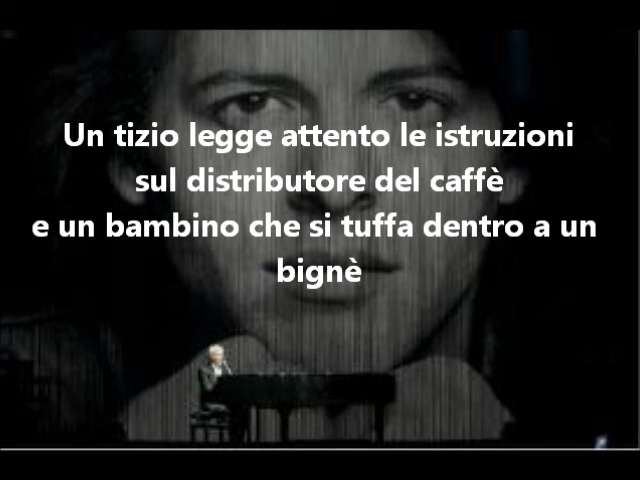 Un tizio legge attento le istruzioni
sul distributore del caffè
e un bambino che si tuffa dentro a un
bignè